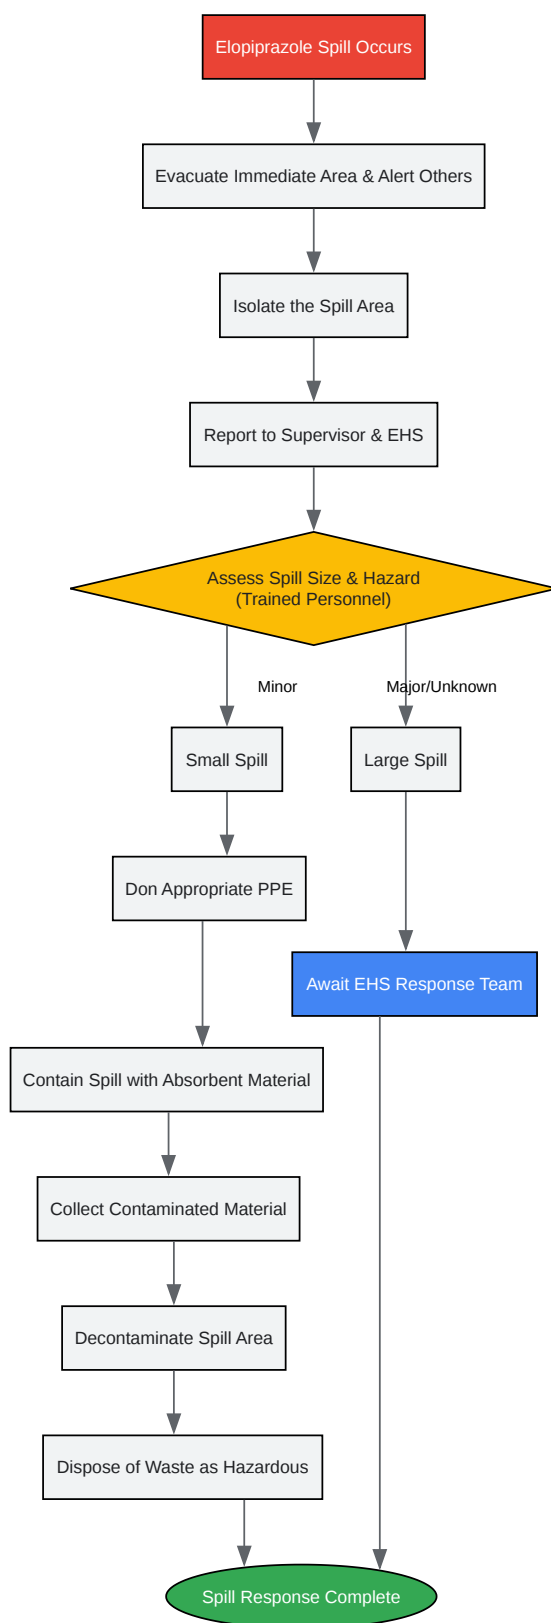 Elopiprazole Spill Occurs
Evacuate Immediate Area & Alert Others
Isolate the Spill Area
Report to Supervisor & EHS
Assess Spill Size & Hazard
(Trained Personnel)
Minor
Major/Unknown
Small Spill
Large Spill
Don Appropriate PPE
Await EHS Response Team
Contain Spill with Absorbent Material
Collect Contaminated Material
Decontaminate Spill Area
Dispose of Waste as Hazardous
Spill Response Complete